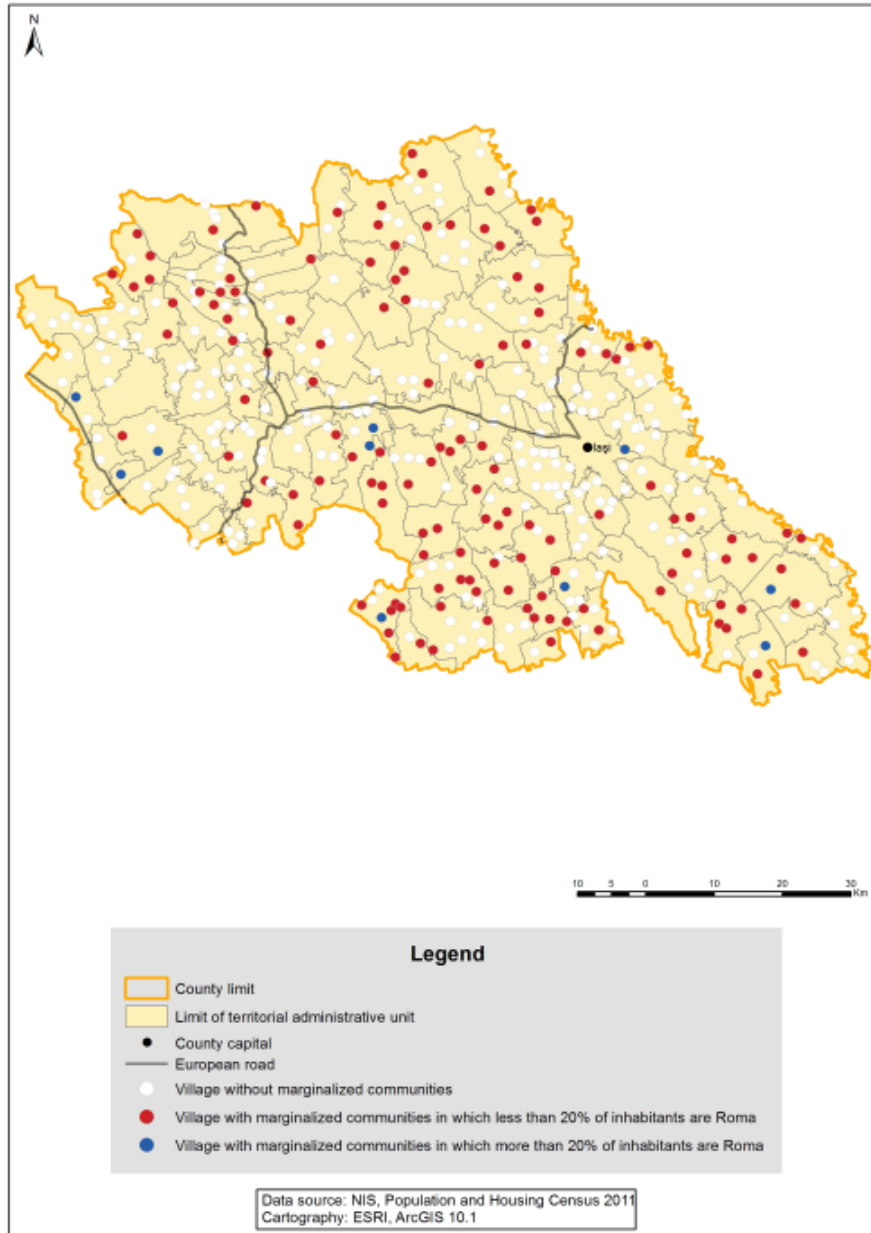 N
Iași
10 5 0 10 20 30
Km
Legend
County limit
Limit of territorial administrative unit
County capital
European road
Village without marginalized communities
Village with marginalized communities in which less than 20% of inhabitants are Roma
Village with marginalized communities in which more than 20% of inhabitants are Roma
Data source: NIS, Population and Housing Census 2011
Cartography: ESRI, ArcGIS 10.1